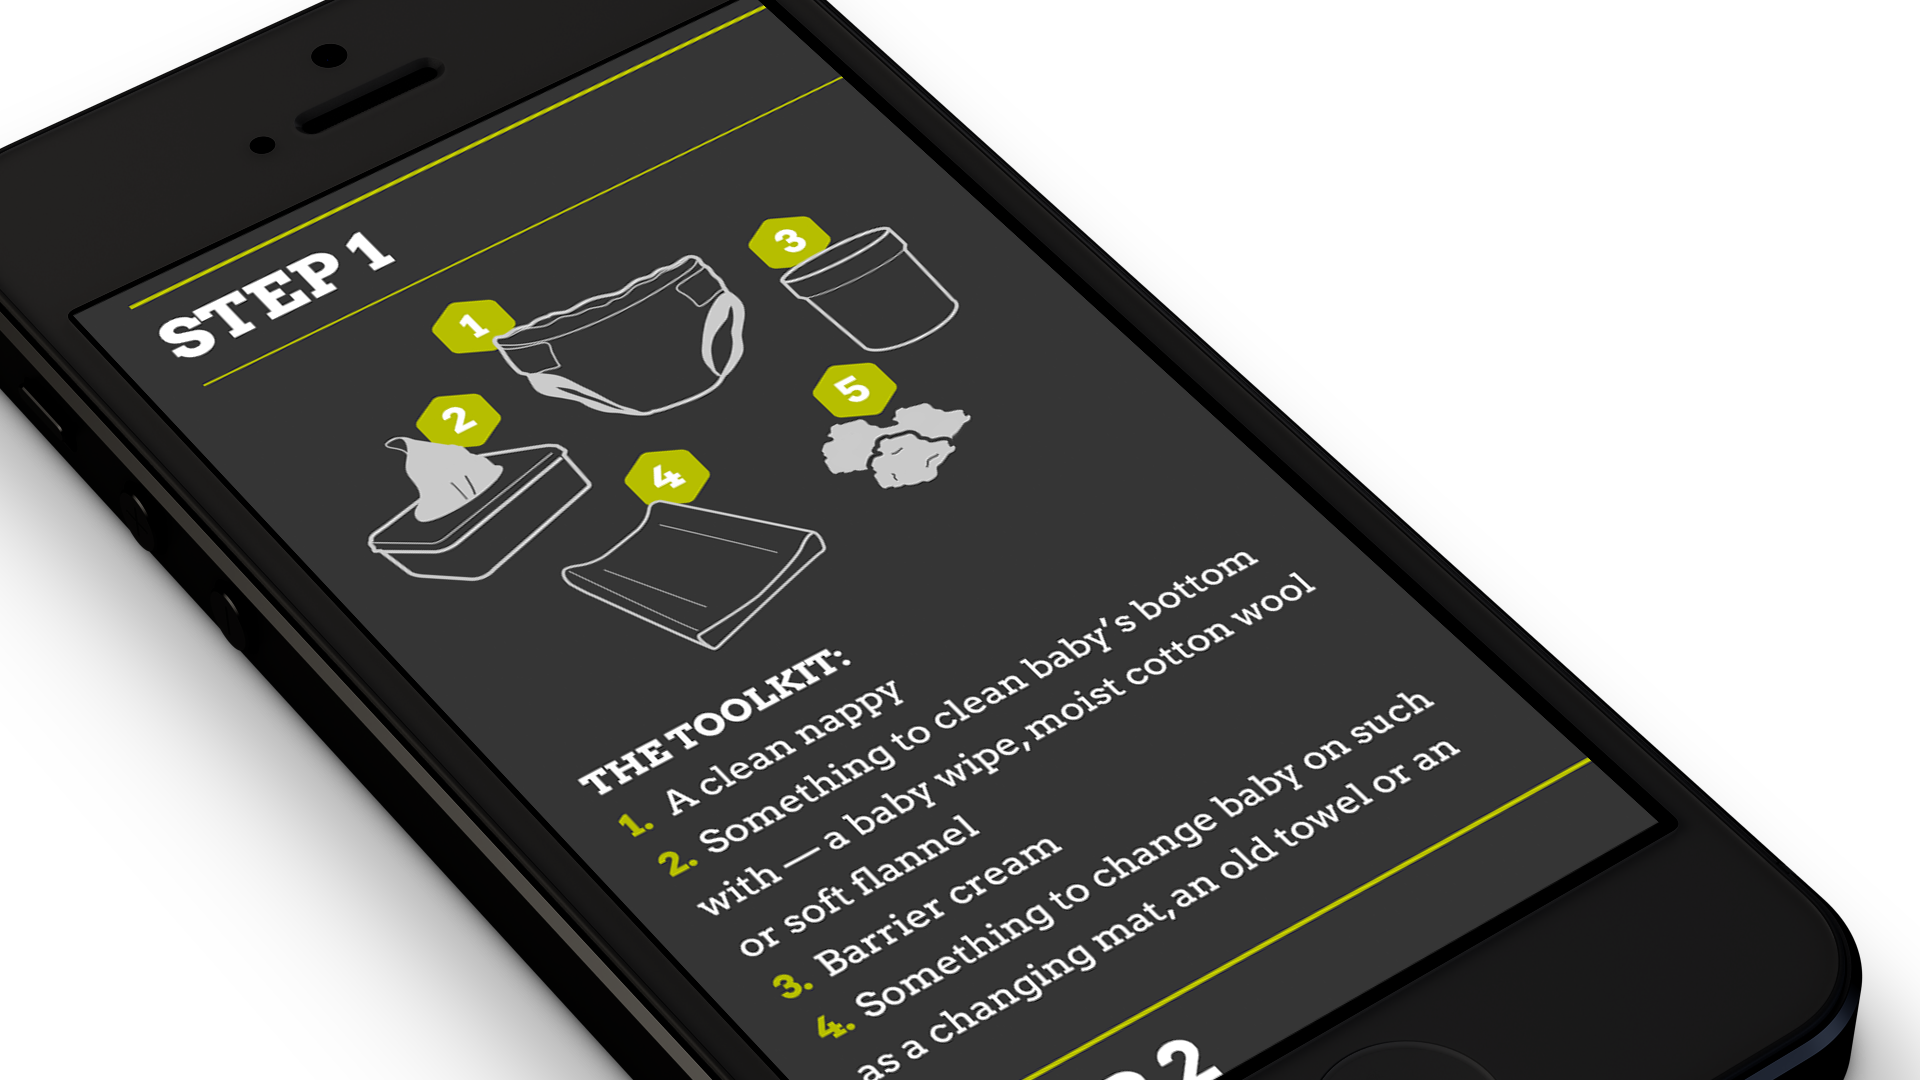 STEP 1
1
3
2
5
4
THE TOOLKIT:
1. A clean nappy
2. Something to clean baby's bottom
with — a baby wipe, moist cotton wool
or soft flannel
3. Barrier cream
4. Something to change baby on such
as a changing mat, an old towel or an
2